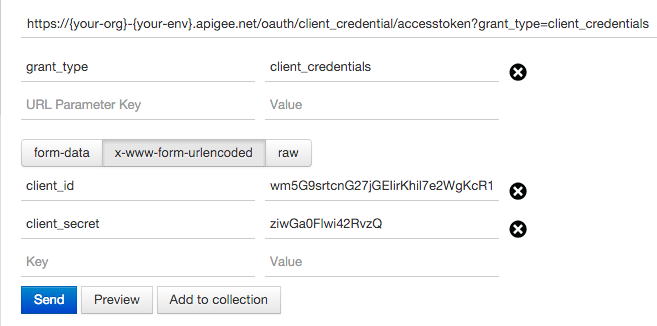 https://{your-org}-{your-env}.apigee.net/oauth/client_credential/accesstoken?grant_type=client_credentials
grant_type client_credentials
URL Parameter Key Value
form-data x-www-form-urlencoded raw
client_id wm5G9srtcnG27jGEIirKhil7e2WgKcR1
client_secret ziwGa0Flwi42RvzQ
Key Value
Send Preview Add to collection